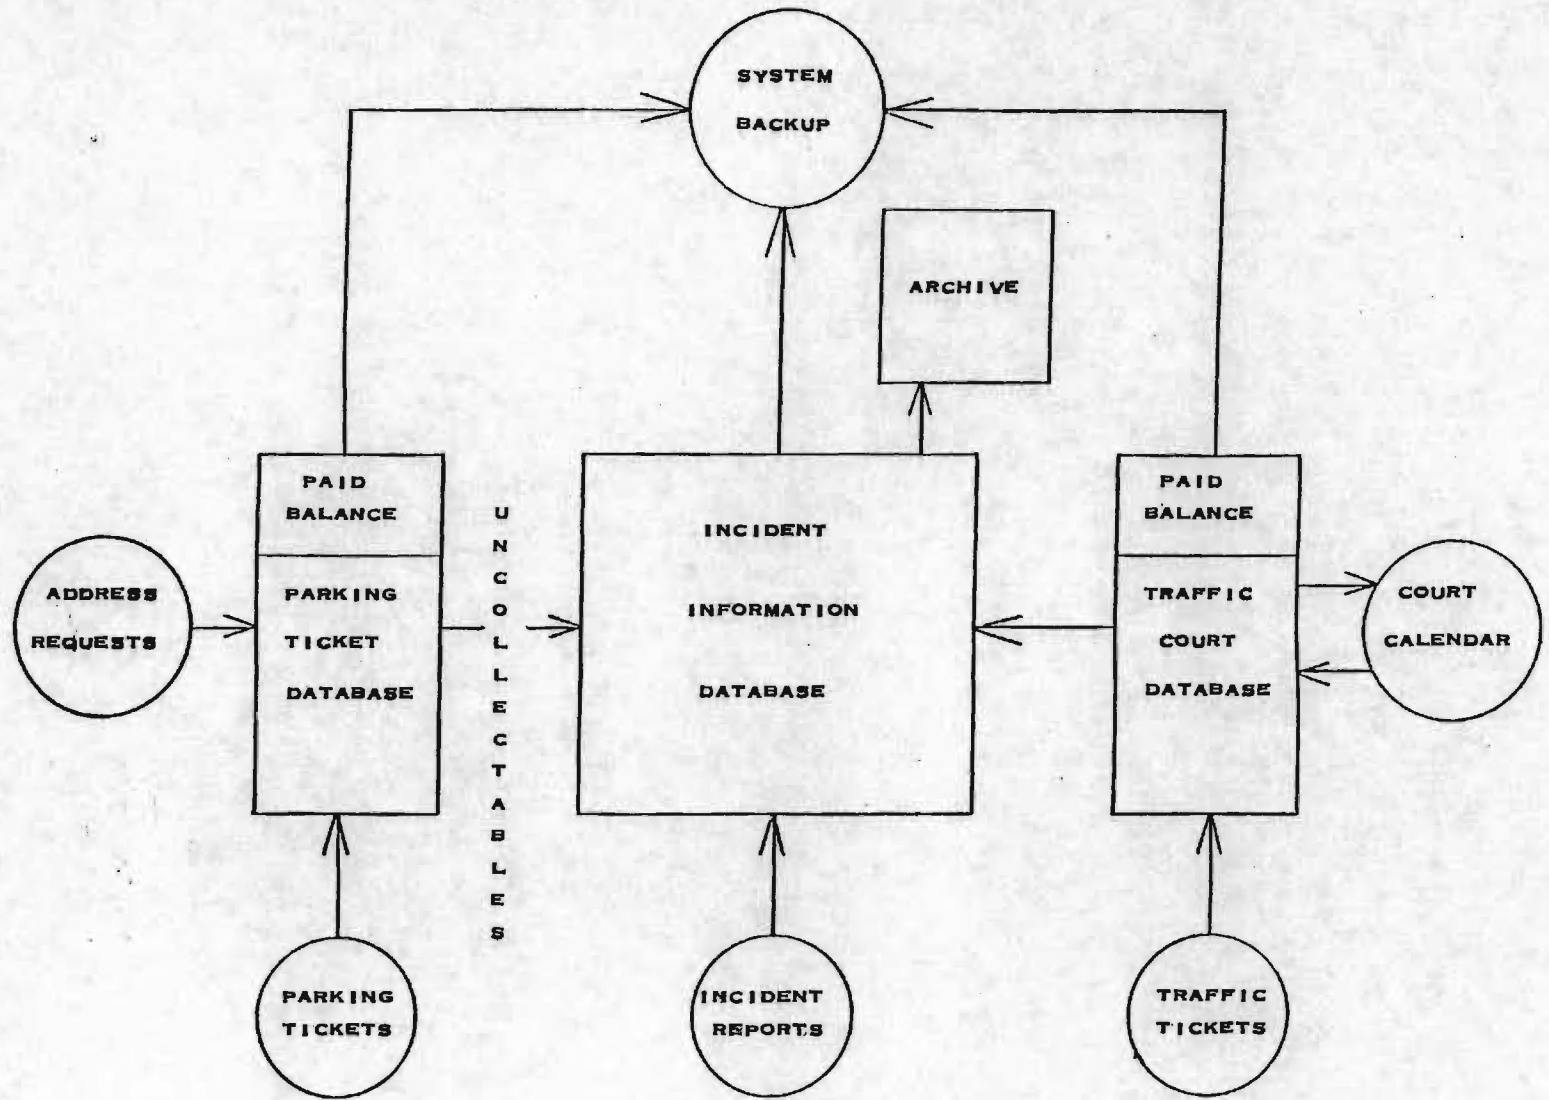 SYSTEM
BACKUP
ARCHIVE
PAID
BALANCE
PARKING
TICKET
DATABASE
ADDRESS
REQUESTS
UNCOLLECTABLES
INCIDENT
INFORMATION
DATABASE
PAID
BALANCE
TRAFFIC
COURT
DATABASE
COURT
CALENDAR
PARKING
TICKETS
INCIDENT
REPORTS
TRAFFIC
TICKETS